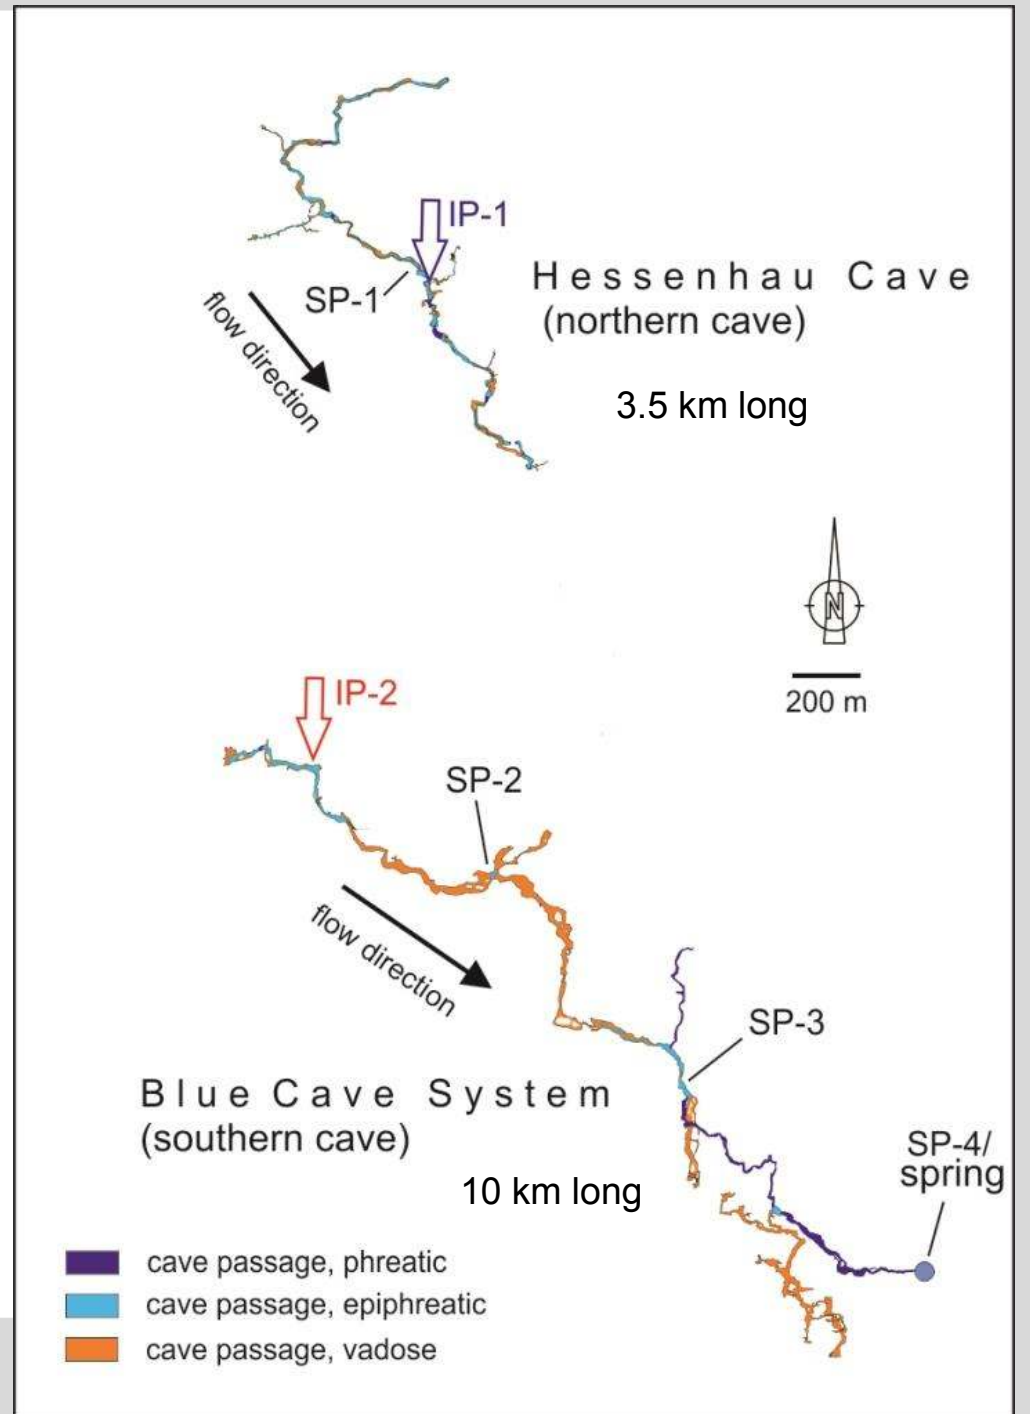 IP-1
Hessenhau Cave
(northern cave)
SP-1
flow direction
3.5 km long
N
200 m
IP-2
SP-2
flow direction
SP-3
Blue Cave System
(southern cave)
10 km long
SP-4/
spring
cave passage, phreatic
cave passage, epiphreatic
cave passage, vadose